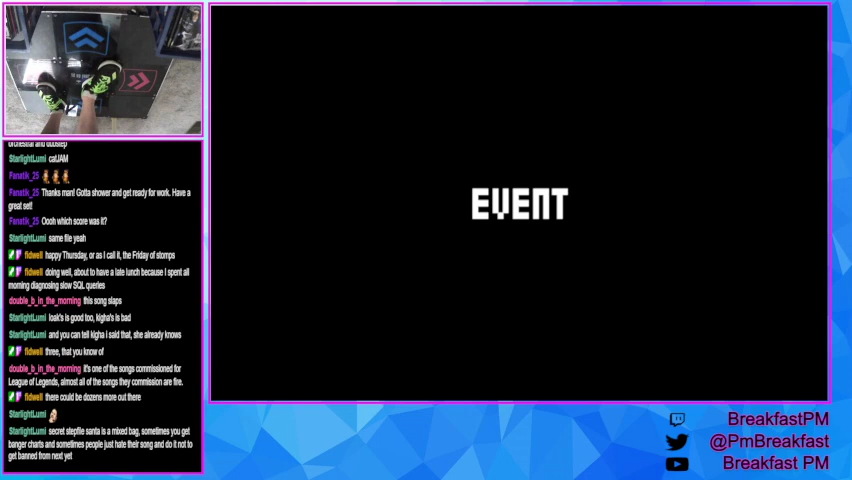 orchestral and dubstep
StarlightLumi catJAM
Fanatik_25
Fanatik_25 Thanks man! Gotta shower and get ready for work. Have a
great set!
Fanatik_25 Oooh which score was it?
StarlightLumi same file yeah
fidwell happy Thursday, or as I call it, the Friday of stomps
fidwell doing well, about to have a late lunch because I spent all
morning diagnosing slow SQL queries
double_b_in_the_morning this song slaps
StarlightLumi loak's is good too, kigha's is bad
StarlightLumi and you can tell kigha I said that, she already knows
fidwell three, that you know of
double_b_in_the_morning it's one of the songs commissioned for
League of Legends, almost all of the songs they commission are fire.
fidwell there could be dozens more out there
StarlightLumi
StarlightLumi secret stepfile santa is a mixed bag, sometimes you get
banger charts and sometimes people just hate their song and do it not to
get banned from next yet
EVENT
BreakfastPM
@PmBreakfast
Breakfast PM